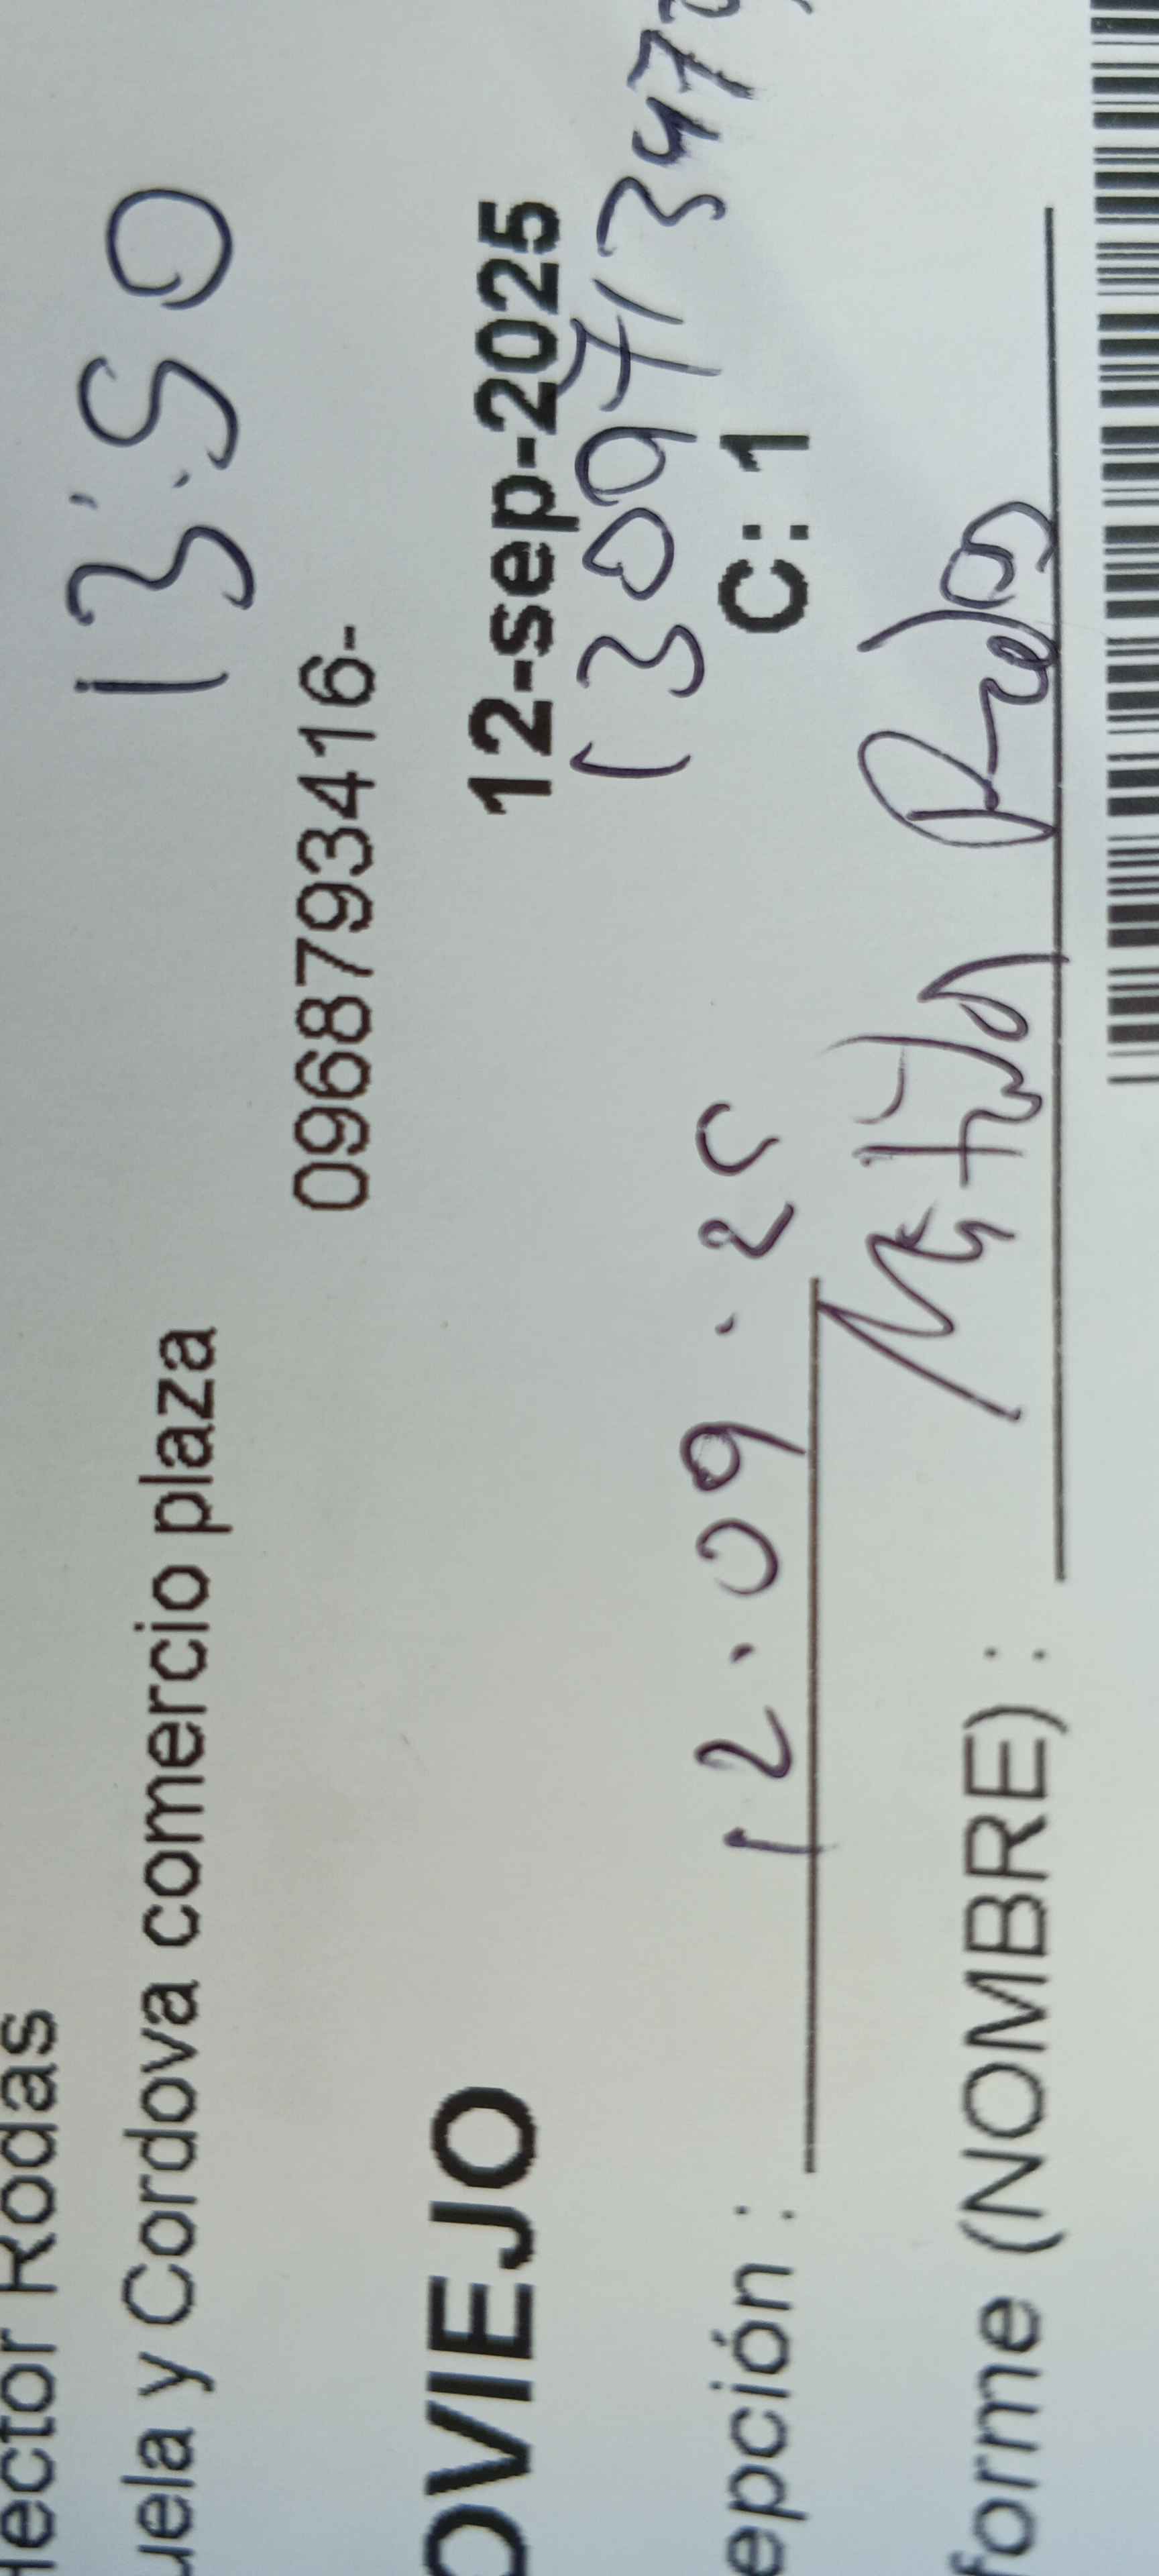 Hector Rodas
uela y Cordova comercio plaza
13:50
0968793416-
OVIEJO
12-sep-2025
C: 1
epción : 12.09.25
forme (NOMBRE) :